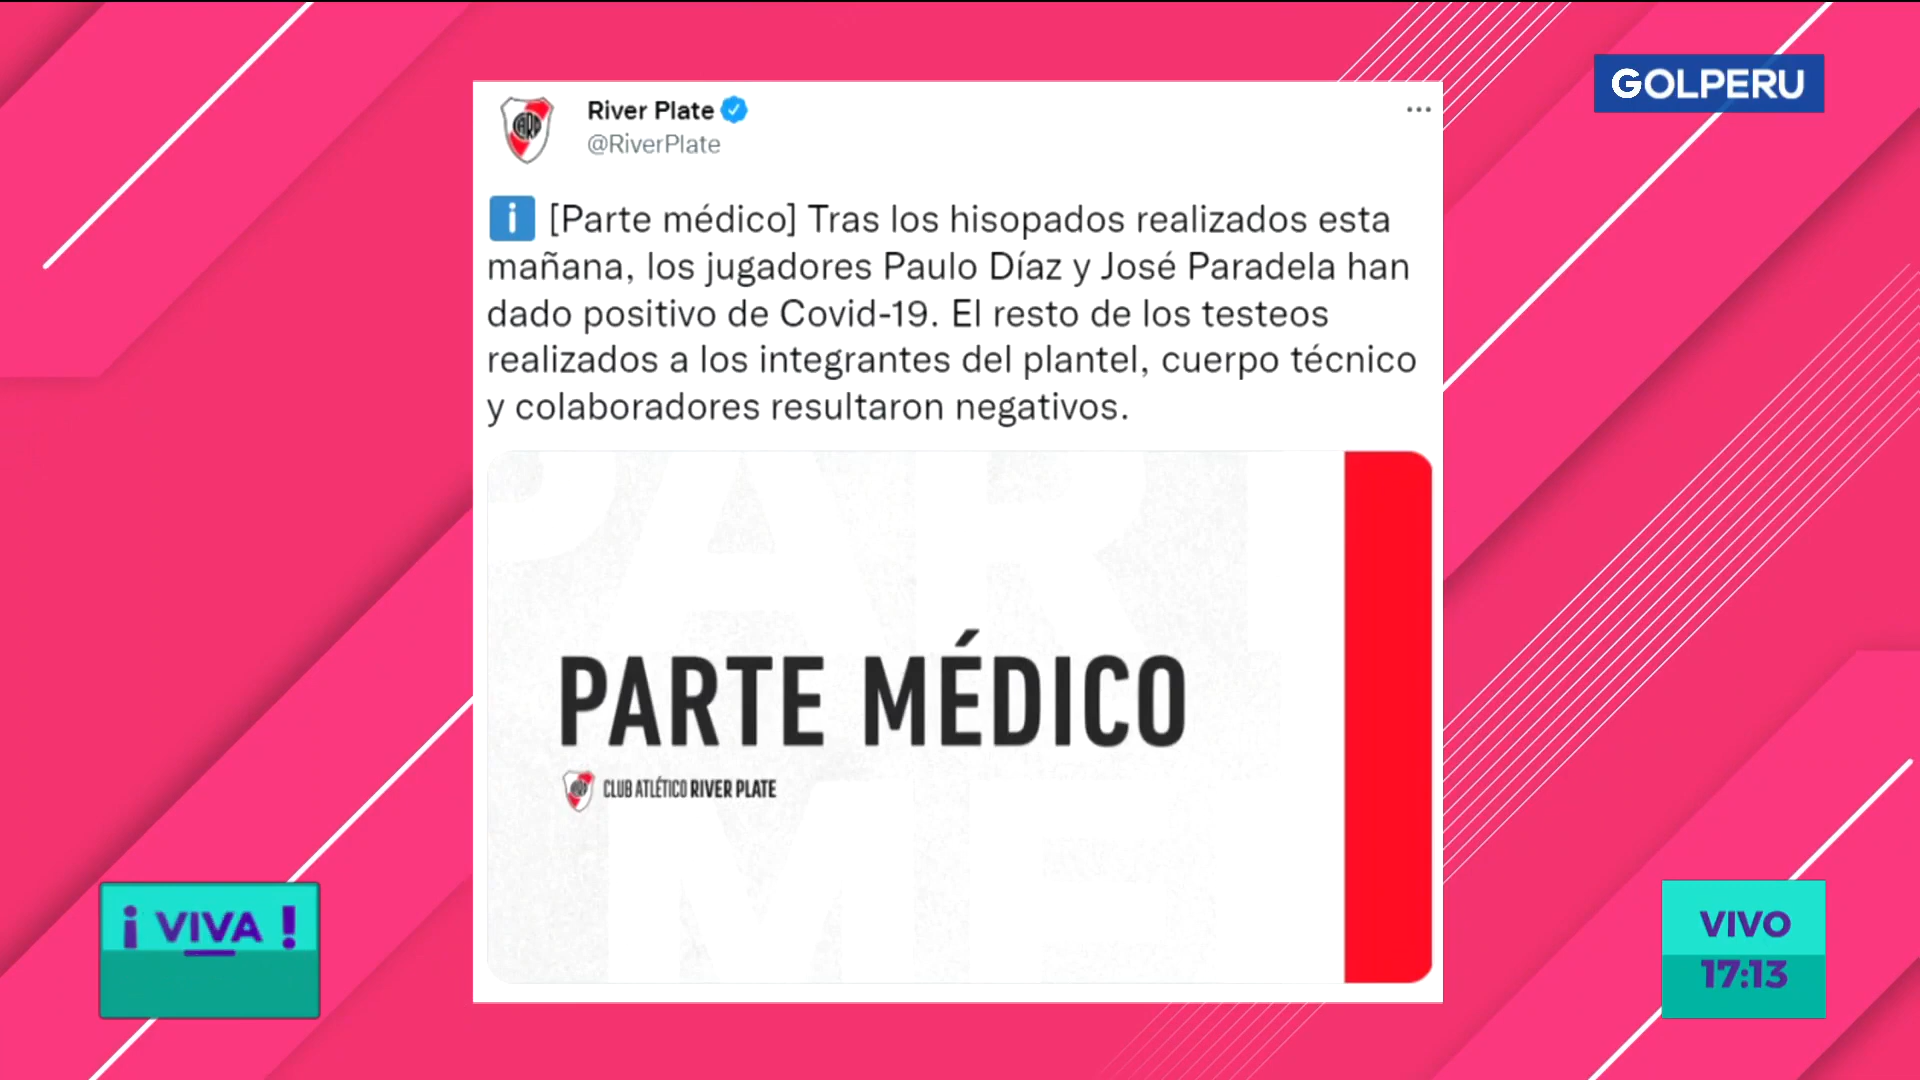 GOLPERU
River Plate
@RiverPlate
[Parte médico] Tras los hisopados realizados esta
mañana, los jugadores Paulo Díaz y José Paradela han
dado positivo de Covid-19. El resto de los testeos
realizados a los integrantes del plantel, cuerpo técnico
y colaboradores resultaron negativos.
PARTE MÉDICO
CLUB ATLÉTICO RIVER PLATE
¡VIVA!
VIVO
17:13